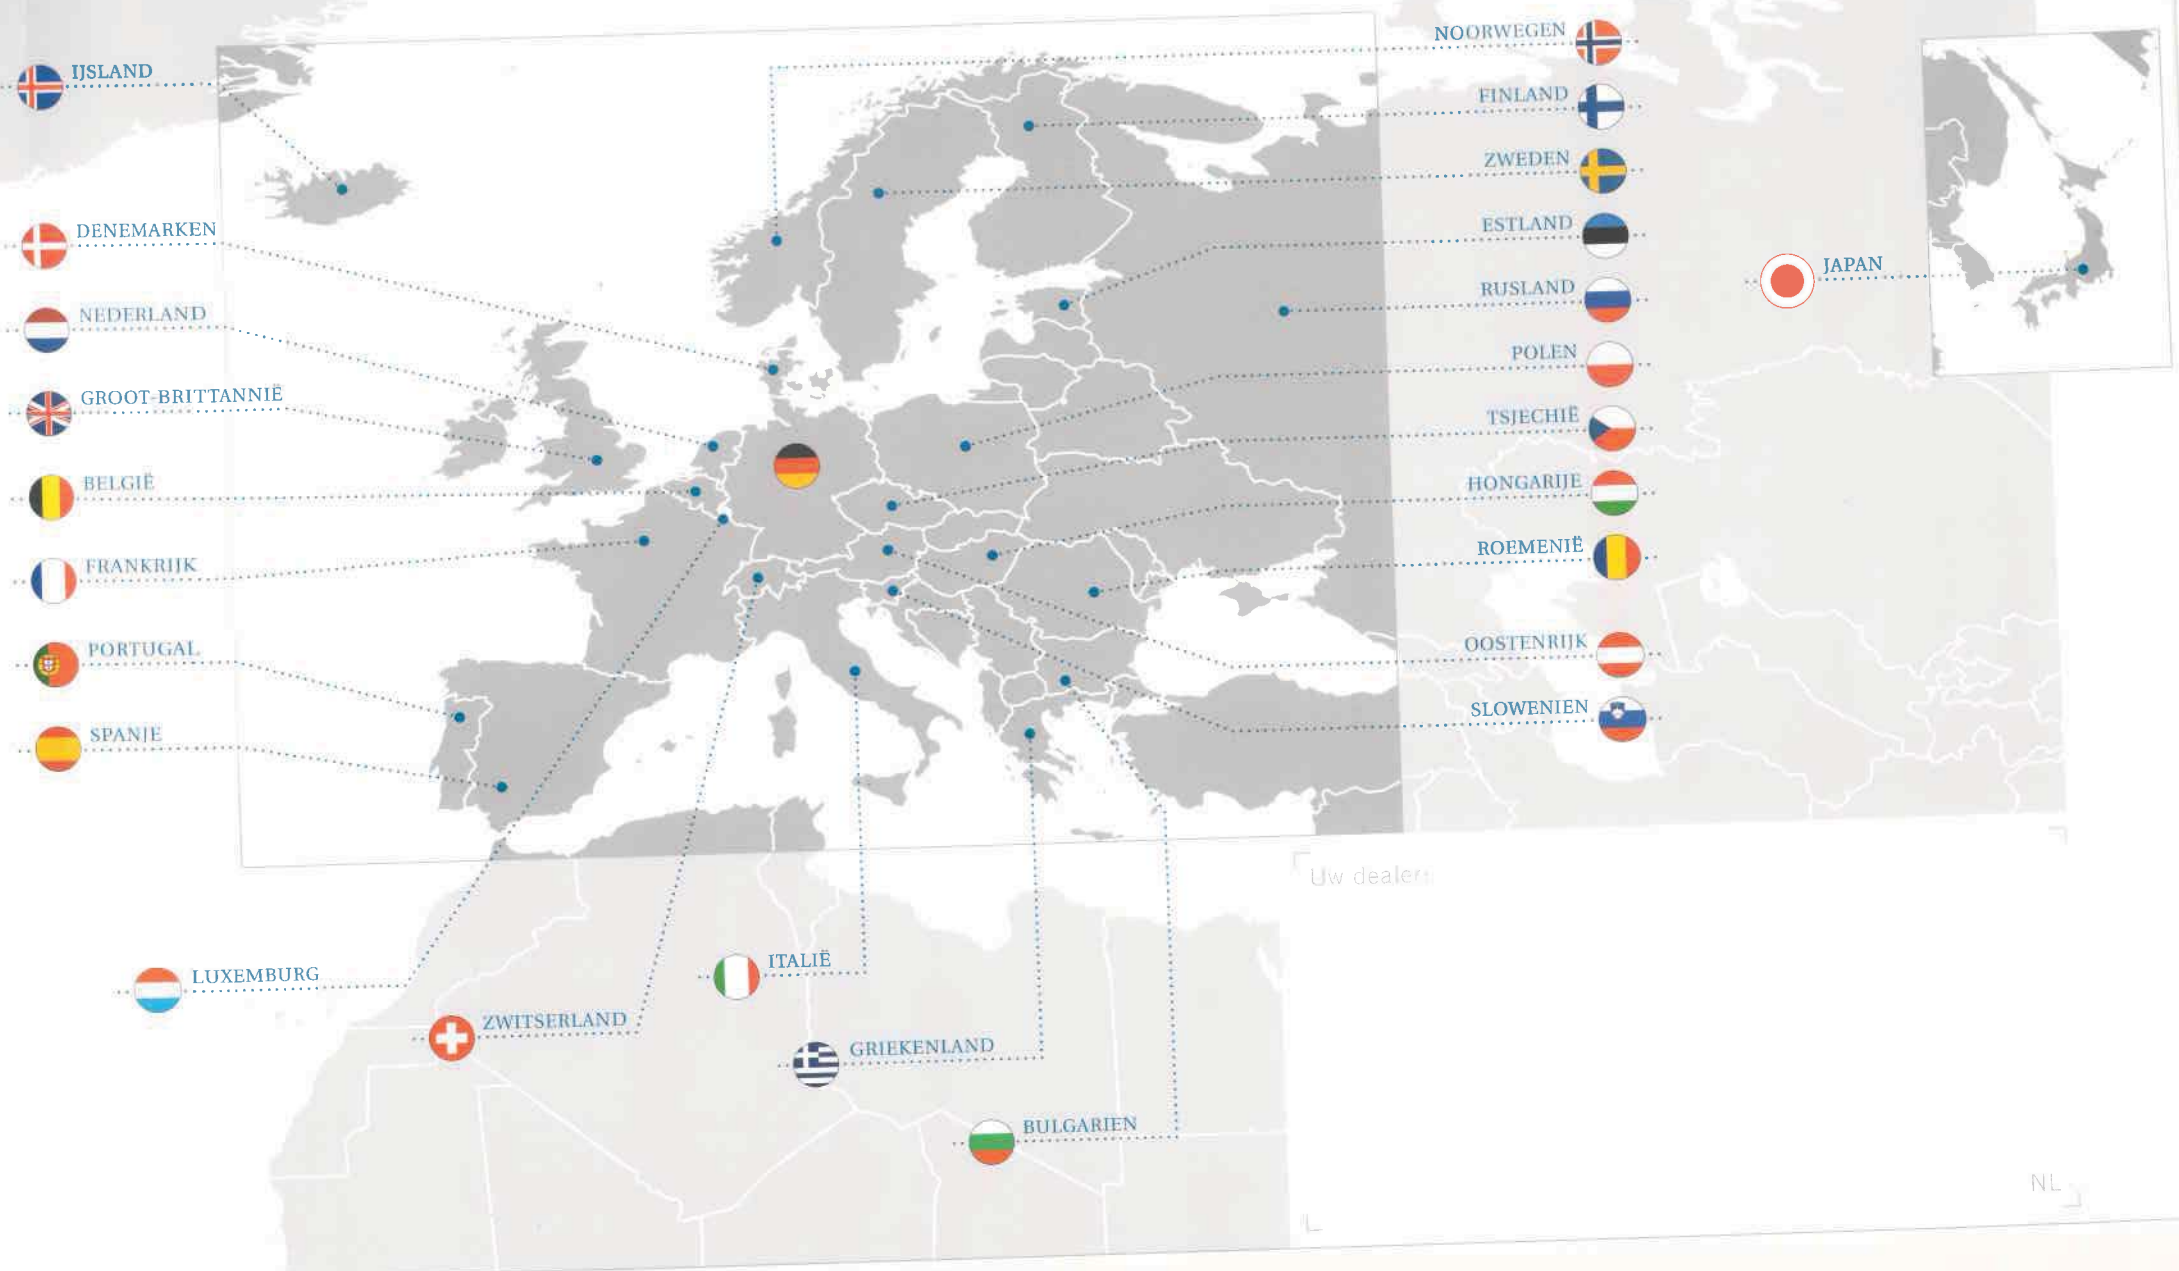 IJSLAND
DENEMARKEN
NEDERLAND
GROOT-BRITTANNIË
BELGIË
FRANKRIJK
PORTUGAL
SPANJE
NOORWEGEN
FINLAND
ZWEDEN
ESTLAND
RUSLAND
POLEN
TSJECHIË
HONGARIJE
ROEMENIË
OOSTENRIJK
SLOWENIEN
JAPAN
LUXEMBURG
ZWITSERLAND
ITALIË
GRIEKENLAND
BULGARIEN
Uw dealer:
NL